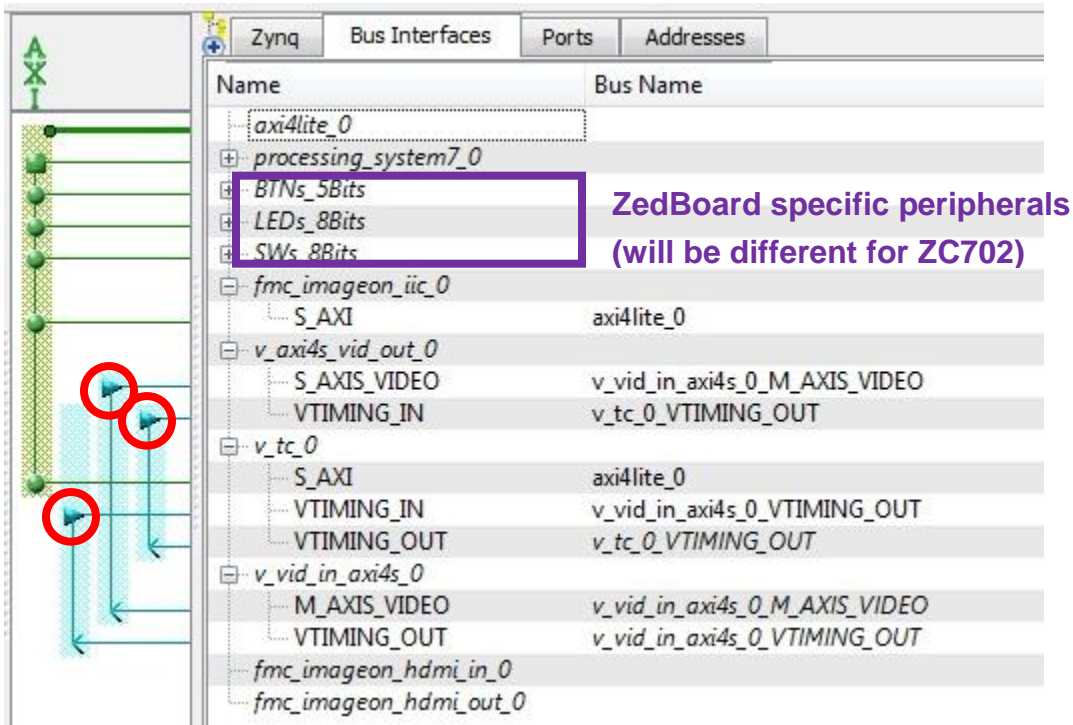 AXI
Zynq Bus Interfaces Ports Addresses
Name Bus Name
axi4lite_0
processing_system7_0
BTNs_5Bits
LEDs_8Bits
SWs_8Bits
ZedBoard specific peripherals
(will be different for ZC702)
fmc_imageon_iic_0
S_AXI axi4lite_0
v_axi4s_vid_out_0
S_AXIS_VIDEO v_vid_in_axi4s_0_M_AXIS_VIDEO
VTIMING_IN v_tc_0_VTIMING_OUT
v_tc_0
S_AXI axi4lite_0
VTIMING_IN v_vid_in_axi4s_0_VTIMING_OUT
VTIMING_OUT v_tc_0_VTIMING_OUT
v_vid_in_axi4s_0
M_AXIS_VIDEO v_vid_in_axi4s_0_M_AXIS_VIDEO
VTIMING_OUT v_vid_in_axi4s_0_VTIMING_OUT
fmc_imageon_hdmi_in_0
fmc_imageon_hdmi_out_0